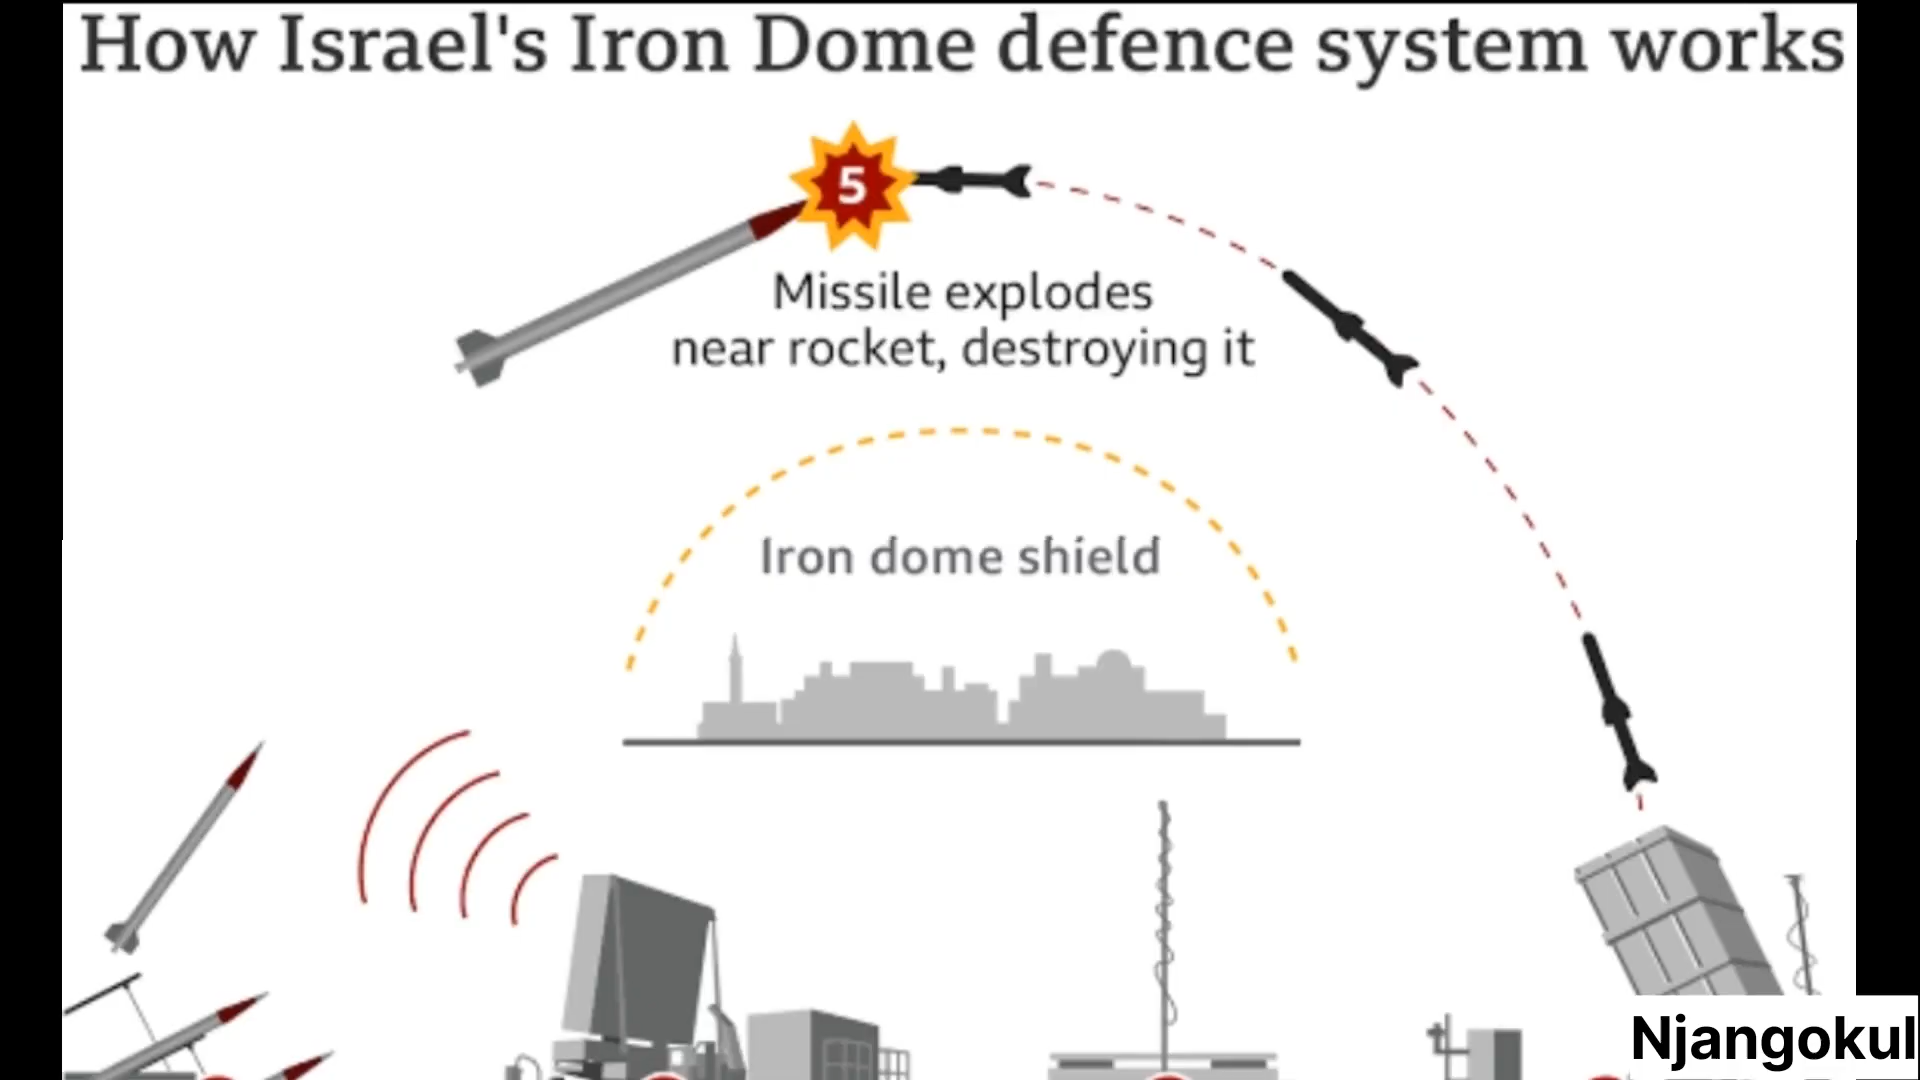 How Israel's Iron Dome defence system works
5
Missile explodes
near rocket, destroying it
Iron dome shield
Njangokul